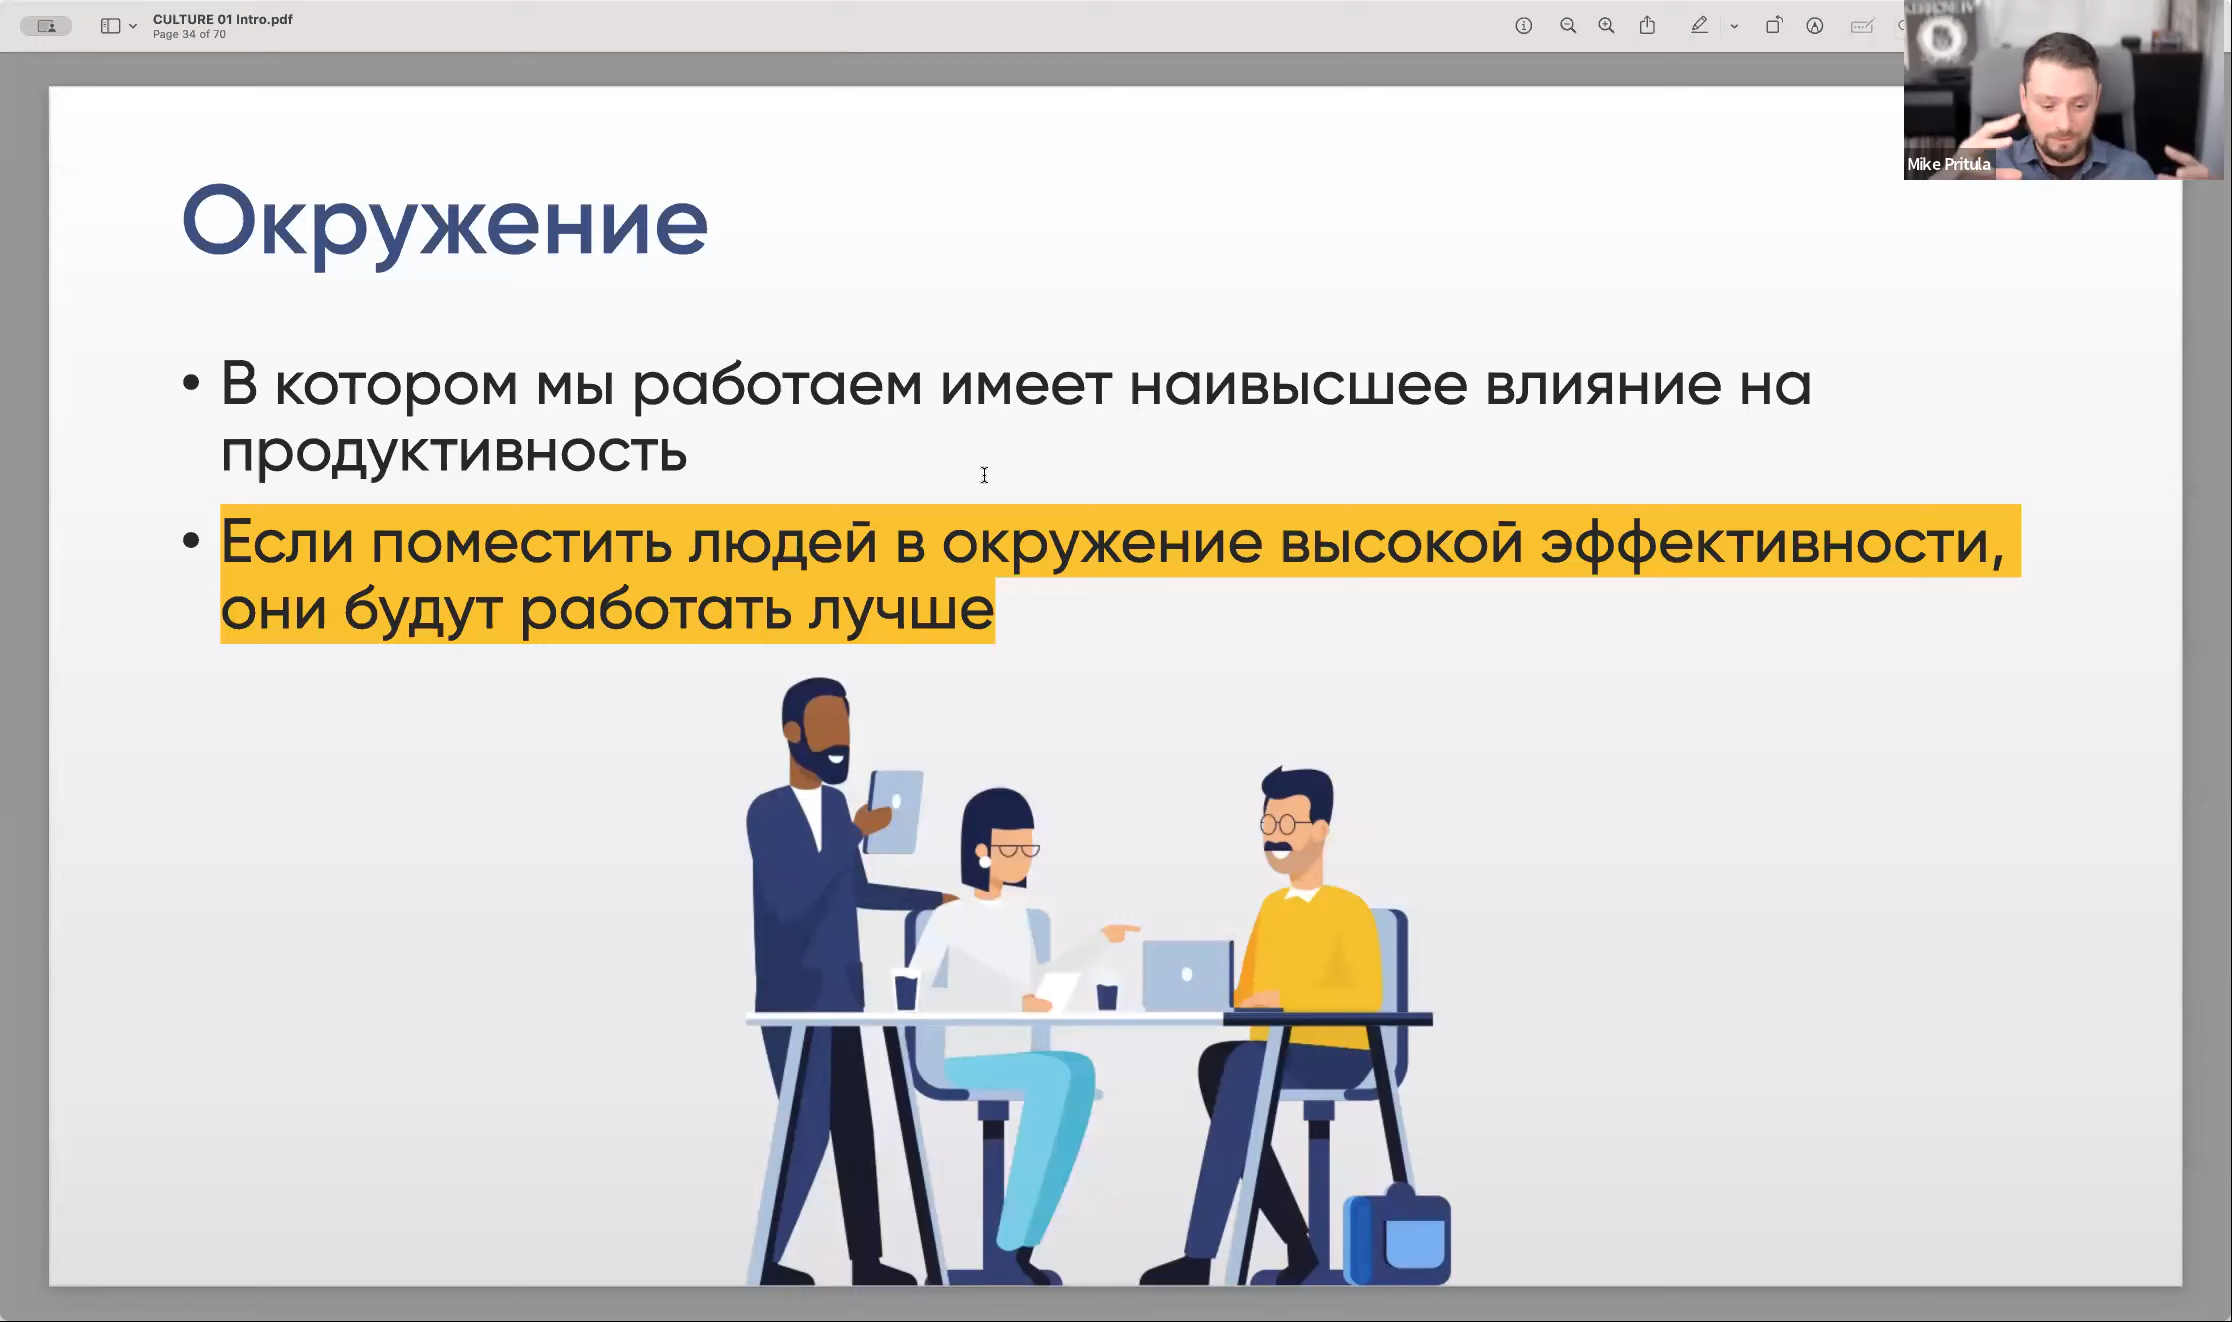 CULTURE 01 Intro.pdf
Page 34 of 70
Mike Pritula
Окружение
• В котором мы работаем имеет наивысшее влияние на
продуктивность
• Если поместить людей в окружение высокой эффективности,
они будут работать лучше